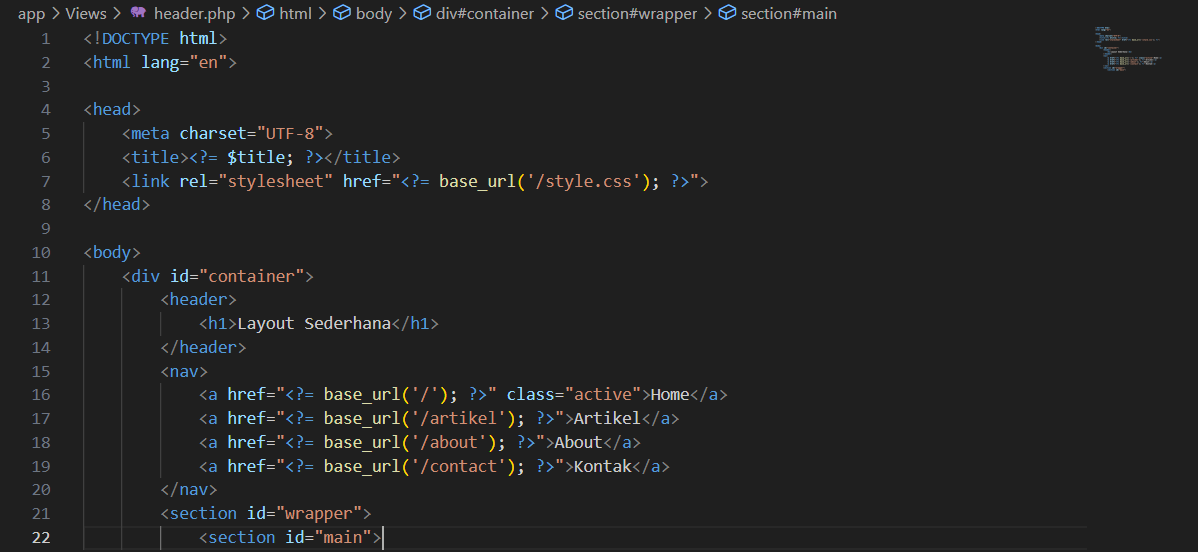 app > Views > header.php > html > body > div#container > section#wrapper > section#main
1 <!DOCTYPE html>
2 <html lang="en">
3
4 <head>
5     <meta charset="UTF-8">
6     <title><?= $title; ?></title>
7     <link rel="stylesheet" href="<?= base_url('/style.css'); ?>">
8 </head>
9
10 <body>
11     <div id="container">
12         <header>
13             <h1>Layout Sederhana</h1>
14         </header>
15         <nav>
16             <a href="<?= base_url('/'); ?>" class="active">Home</a>
17             <a href="<?= base_url('/artikel'); ?>">Artikel</a>
18             <a href="<?= base_url('/about'); ?>">About</a>
19             <a href="<?= base_url('/contact'); ?>">Kontak</a>
20         </nav>
21         <section id="wrapper">
22             <section id="main">